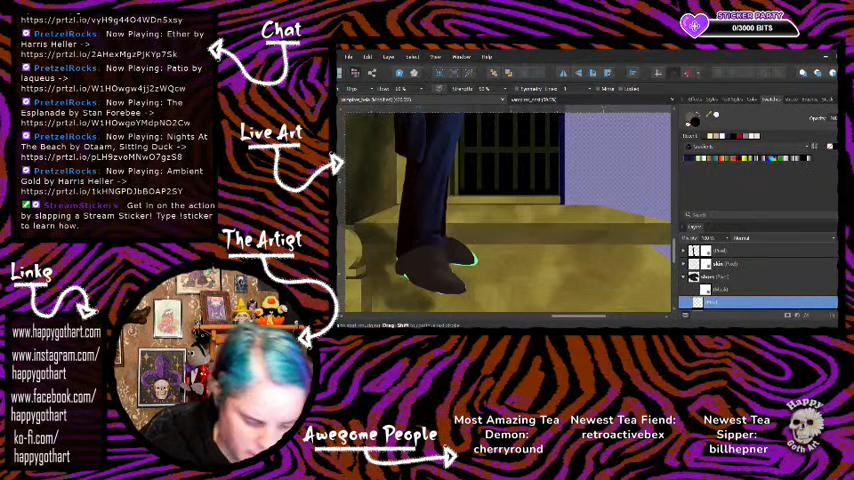 https://prtzl.io/vyH9g44O4WDn5xsy
PretzelRocks: Now Playing: Ether by
Harris Heller ->
https://prtzl.io/2AHexMgzPjKYp7Sk
PretzelRocks: Now Playing: Patio by
laqueus ->
https://prtzl.io/W1HOwgw4jj2zWQcw
PretzelRocks: Now Playing: The
Esplanade by Stan Forebee ->
https://prtzl.io/W1HOwgoYMdpNO2Cw
PretzelRocks: Now Playing: Nights At
The Beach by Otaam, Sitting Duck ->
https://prtzl.io/pLH9zvoMNwO7gzS8
PretzelRocks: Now Playing: Ambient
Gold by Harris Heller ->
https://prtzl.io/1kHNGPDJbBOAP2SY
StreamStickers: Get in on the action
by slapping a Stream Sticker! Type !sticker
to learn how.
Chat
Live Art
The Artist
Links
www.happygothart.com
www.instagram.com/
happygothart
www.facebook.com/
happygothart
ko-fi.com/
happygothart
STICKER PARTY
0/3000 BITS
Window
Help
Swatches
Gradients
Normal
Awesome People
Most Amazing Tea
Demon:
cherryround
Newest Tea Fiend:
retroactivebex
Newest Tea
Sipper:
billhepner
Happy
Goth Art